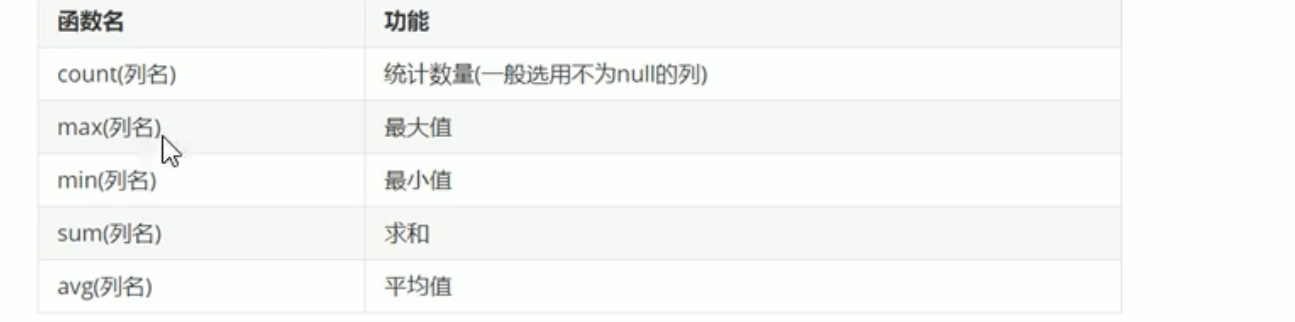 函数名 功能
count(列名) 统计数量(一般选用不为null的列)
max(列名) 最大值
min(列名) 最小值
sum(列名) 求和
avg(列名) 平均值